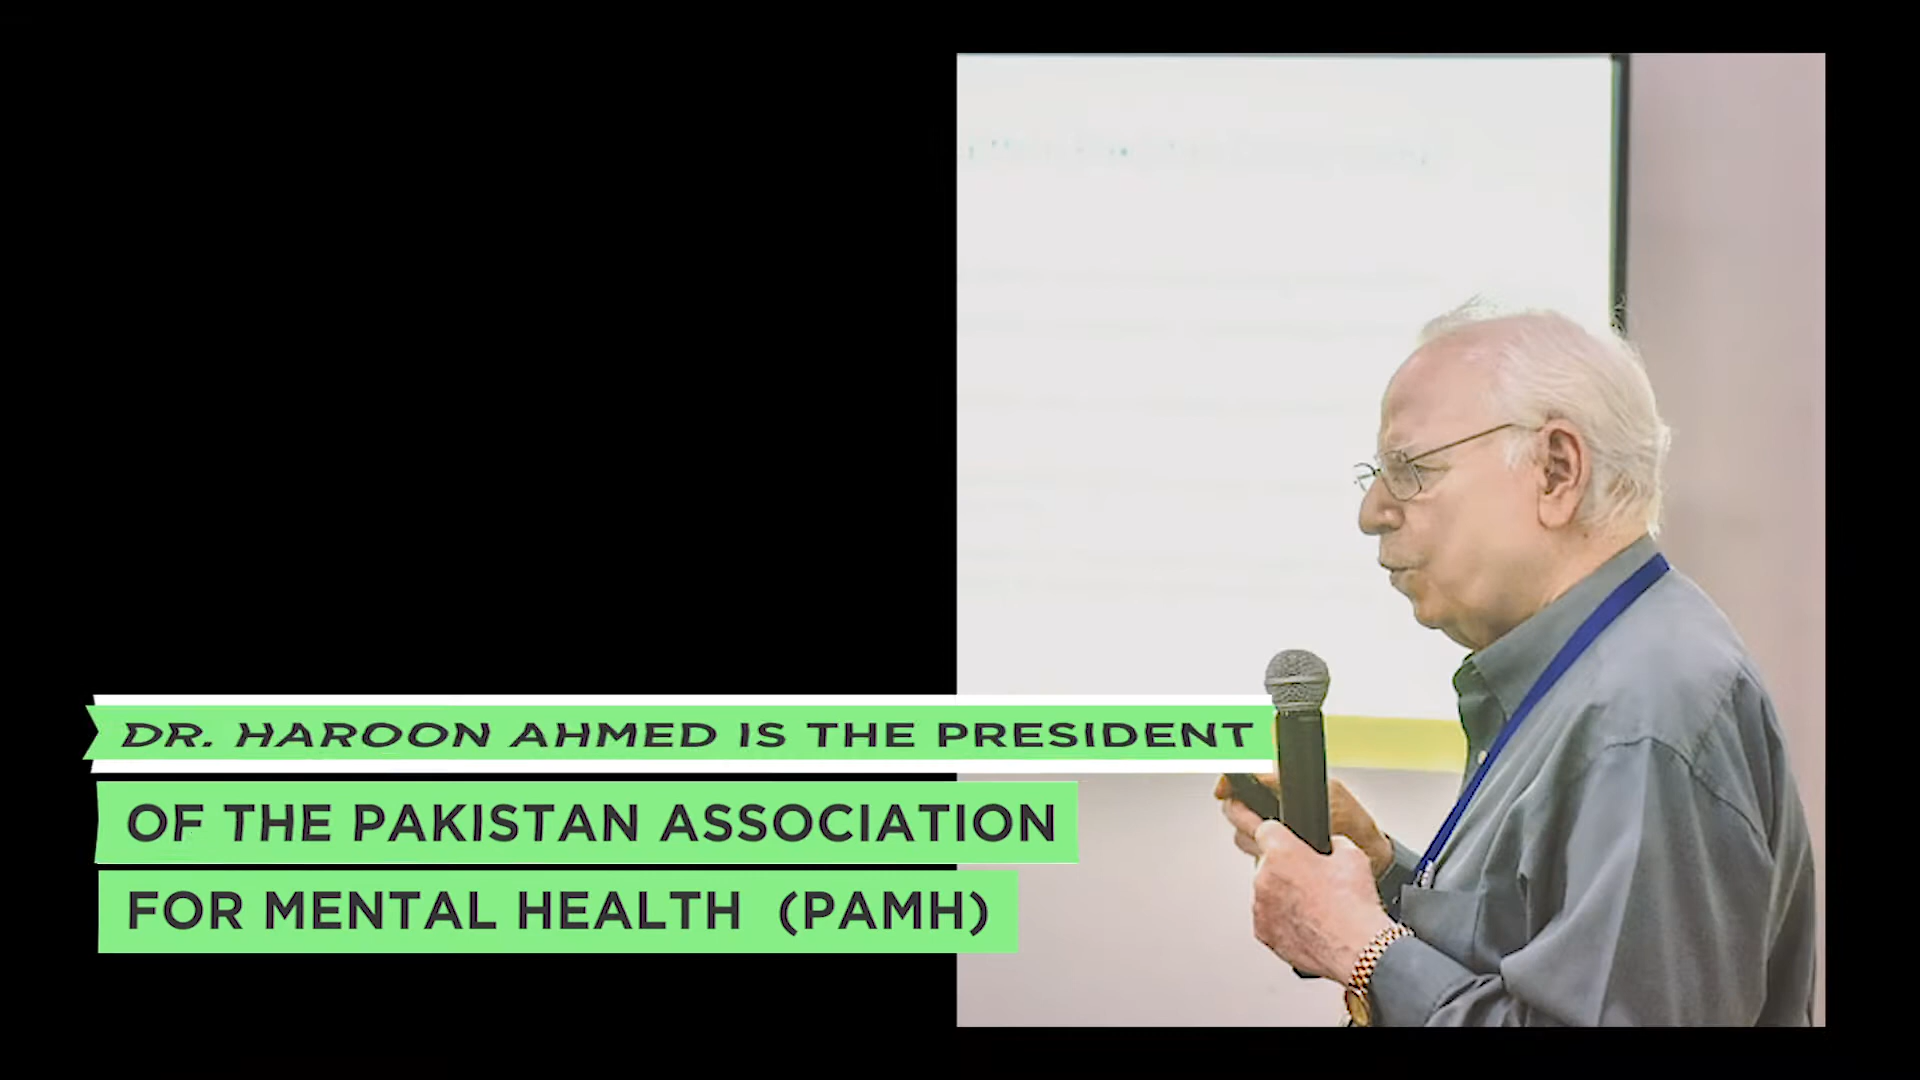 DR. HAROON AHMED IS THE PRESIDENT
OF THE PAKISTAN ASSOCIATION
FOR MENTAL HEALTH (PAMH)